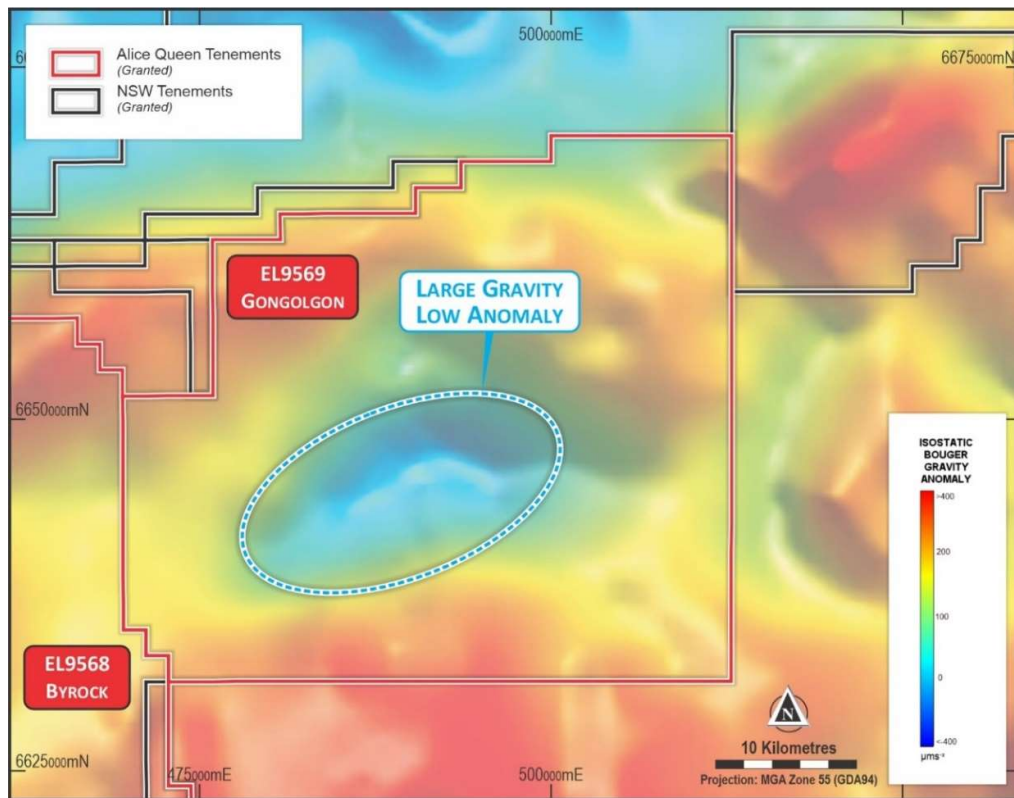 Alice Queen Tenements
(Granted)
NSW Tenements
(Granted)
500000mE
6675000mN
EL9569
GONGOLGON
LARGE GRAVITY
LOW ANOMALY
6650000mN
ISOSTATIC
BOUGER
GRAVITY
ANOMALY
>400
200
100
0
<-400
µms⁻²
EL9568
BYROCK
N
10 Kilometres
Projection: MGA Zone 55 (GDA94)
6625000mN
475000mE
500000mE